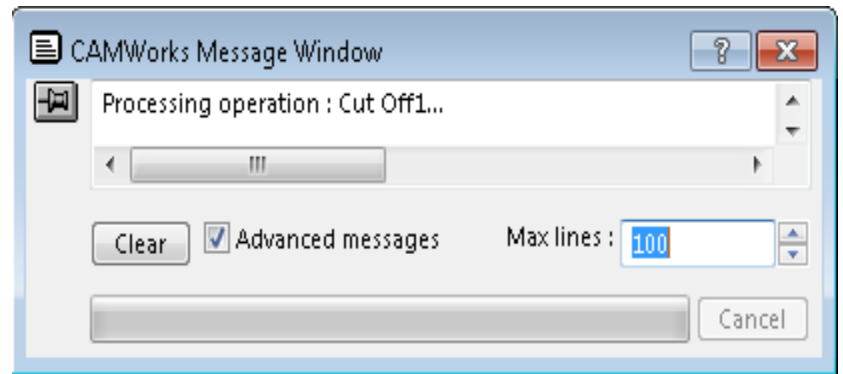 CAMWorks Message Window
Processing operation : Cut Off1...
Clear
Advanced messages
Max lines : 100
Cancel